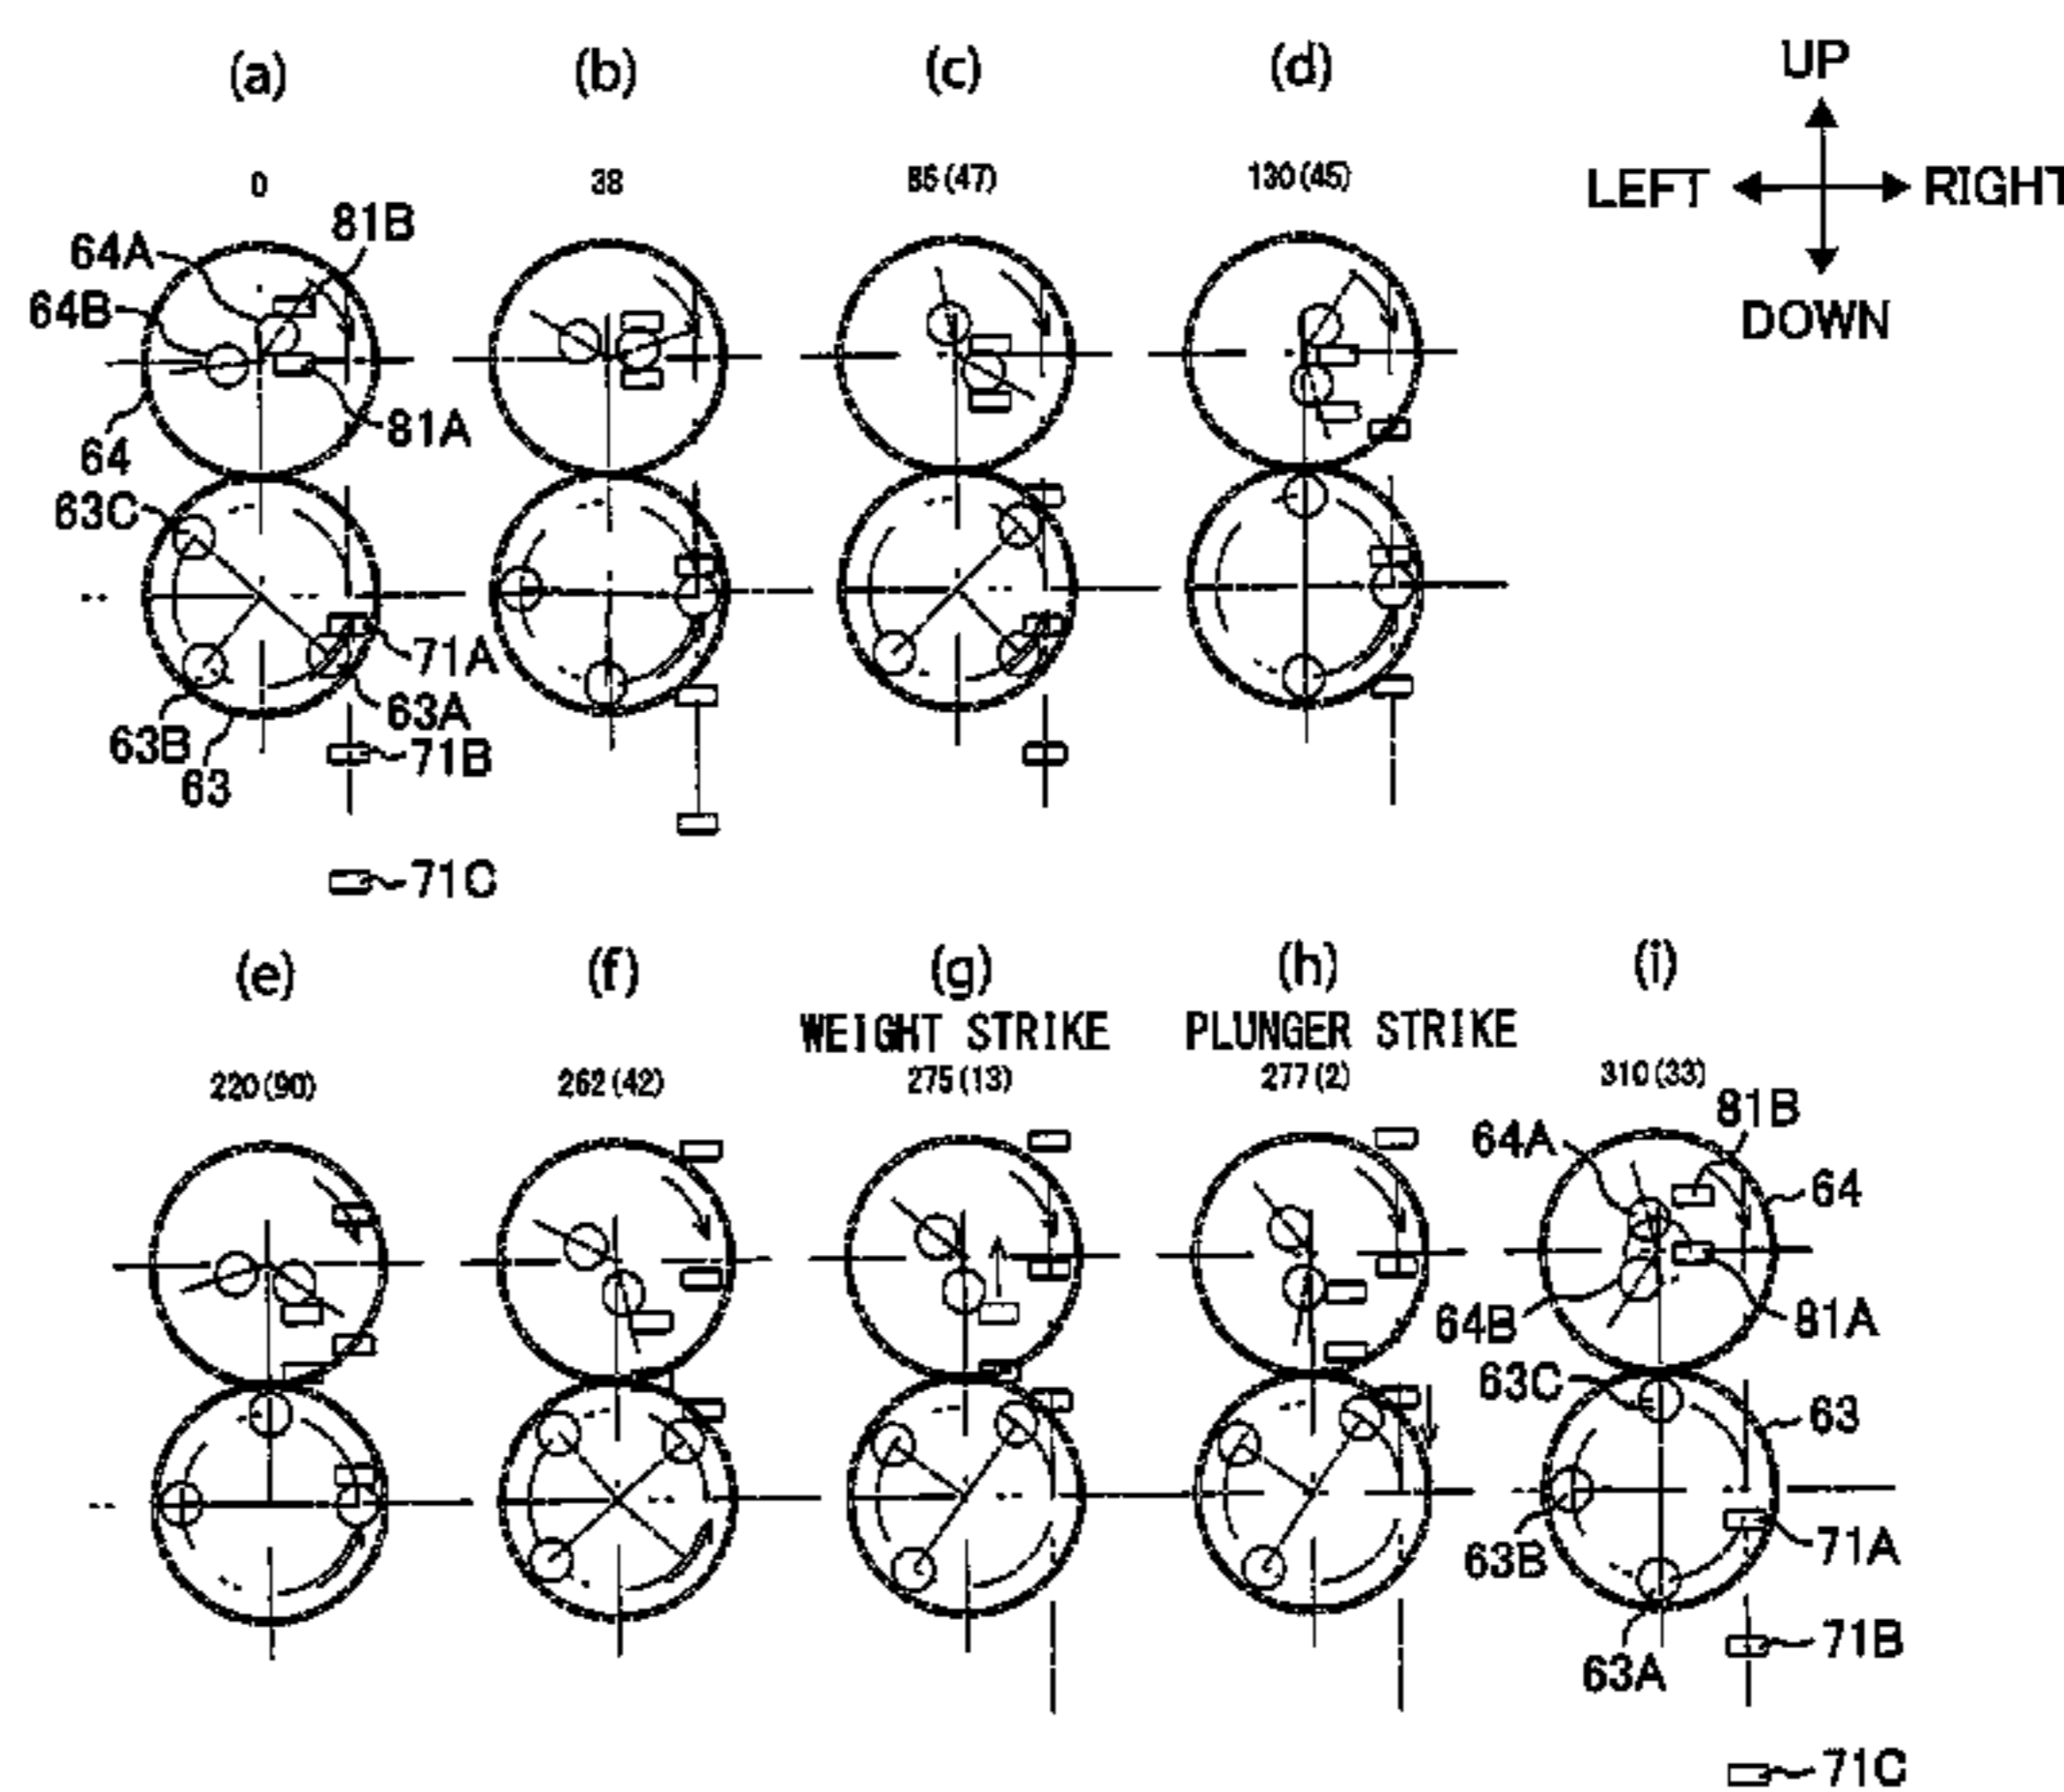 (a) (b) (c) (d)
UP
LEFT RIGHT
DOWN
0 38 85(47) 130(45)
81B
64A
64B
81A
64
63C
71A
63A
63B
71B
63
71C
(e) (f) (g) (h) (i)
WEIGHT STRIKE PLUNGER STRIKE
220(90) 262(42) 275(13) 277(2) 310(33)
81B
64A
64
81A
64B
63C
63
63B
71A
71B
63A
71C